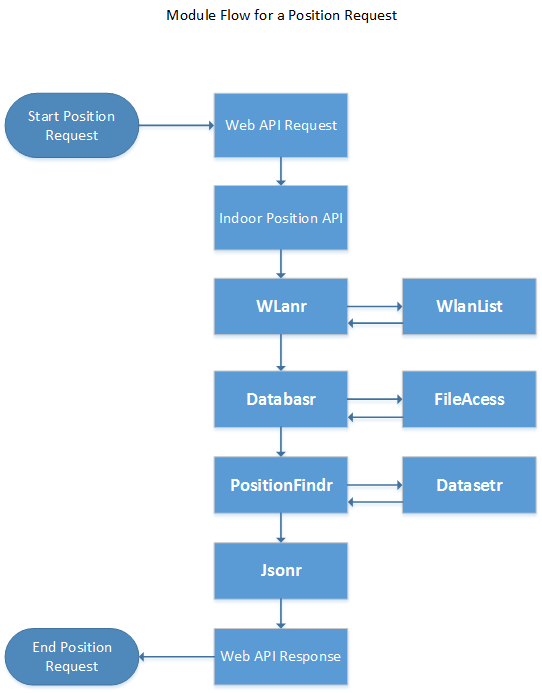 Module Flow for a Position Request
Start Position
Request
Web API Request
Indoor Position API
WLanr
WlanList
Databasr
FileAcess
PositionFindr
Datasetr
Jsonr
End Position
Request
Web API Response